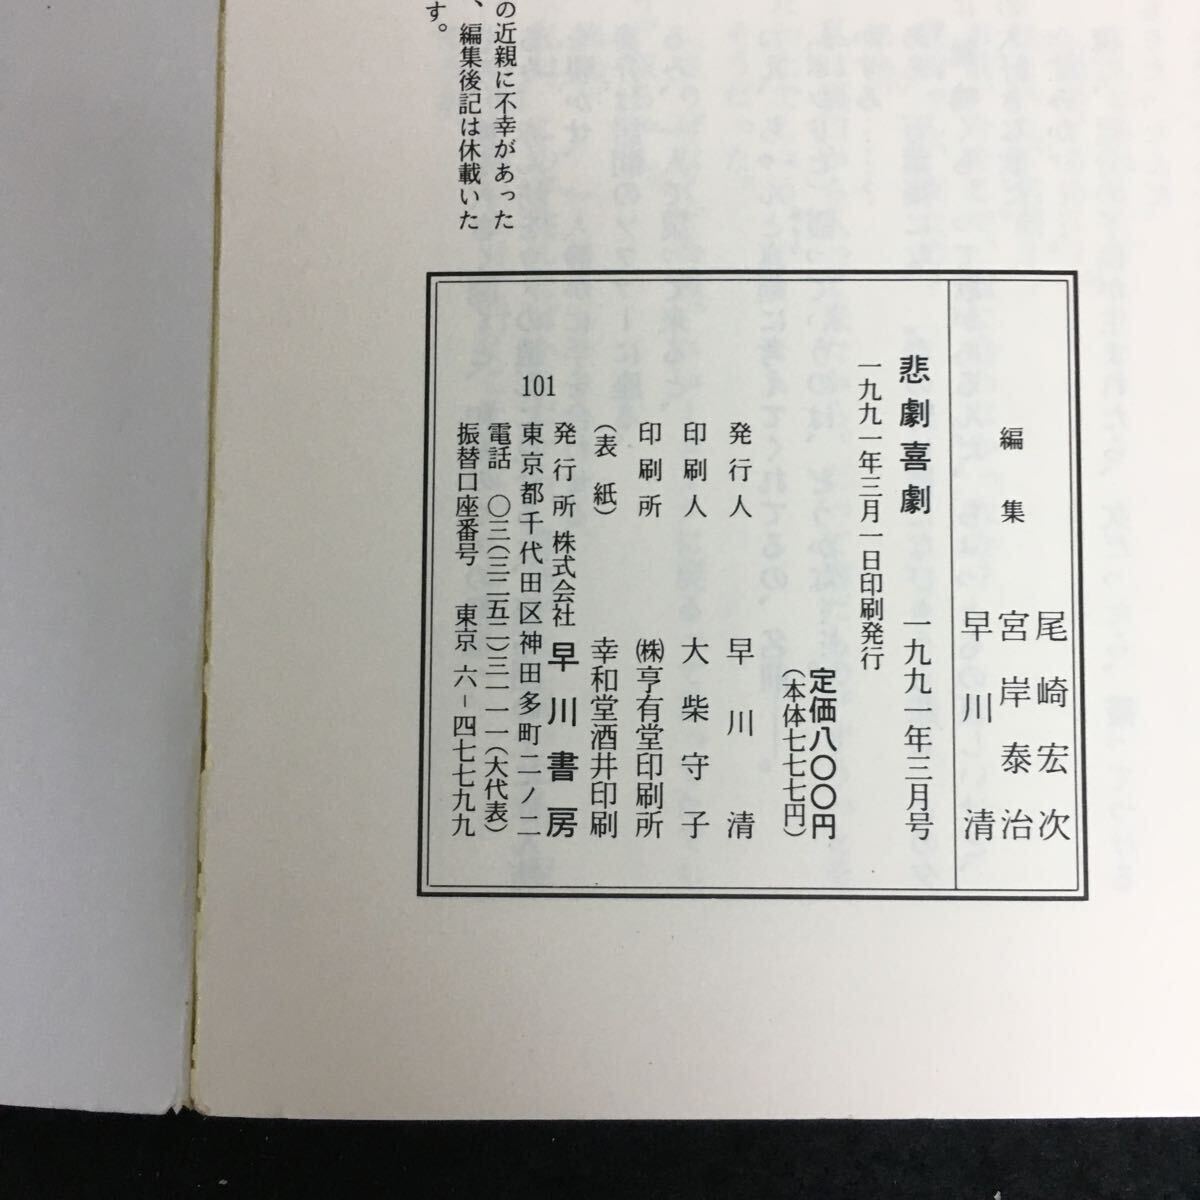 の近親に不幸があった
、編集後記は休載いた
す。
編集
尾崎宏次
宮岸泰治
早川清
悲劇喜劇 一九九一年三月号
一九九一年三月一日印刷発行
定価八〇〇円
(本体七七七円)
発行人 早川清
印刷人 大柴守子
印刷所 ㈱亨有堂印刷所
(表紙) 幸和堂酒井印刷
発行所 株式会社 早川書房
101 東京都千代田区神田多町二ノ二
電話 〇三(三二五二)三一一一(大代表)
振替口座番号 東京 六-四七七九九